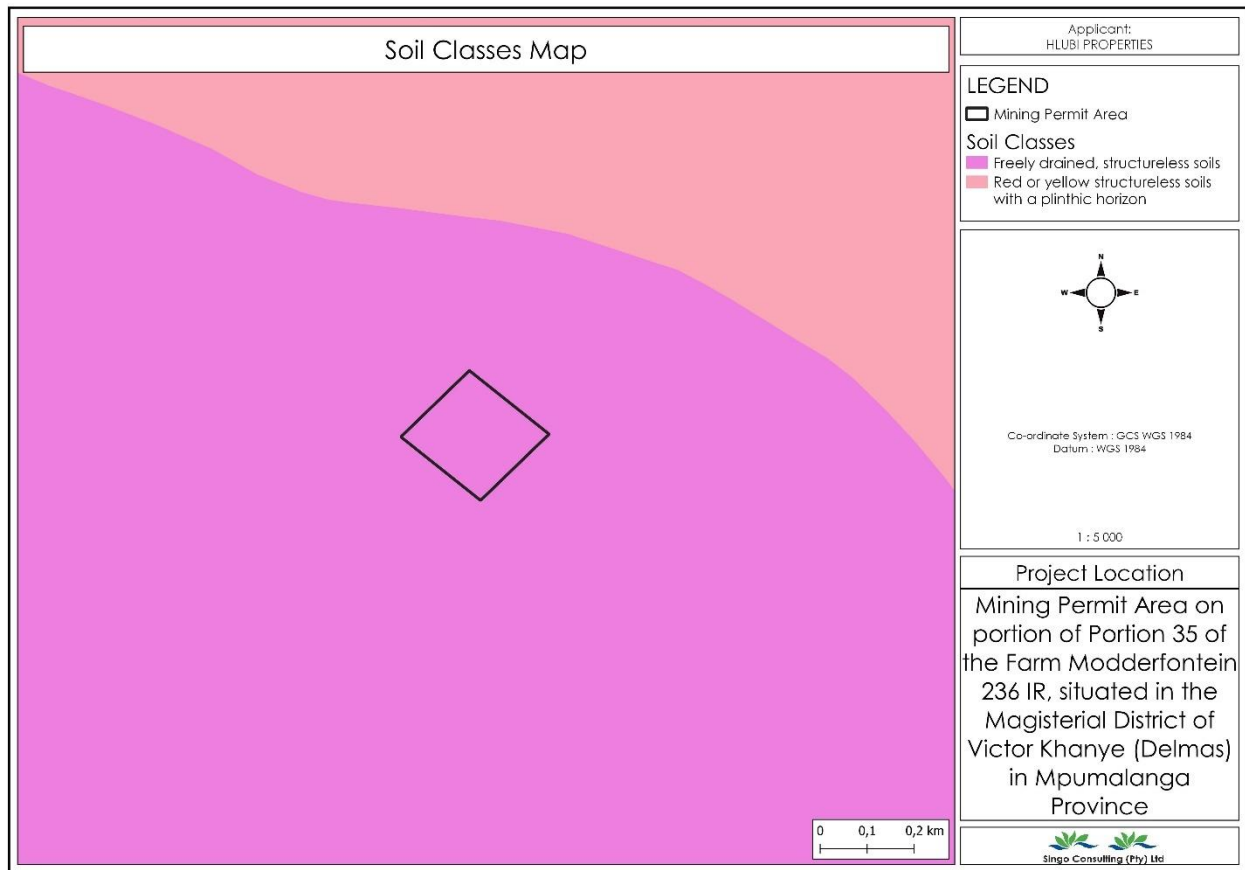 Soil Classes Map
Applicant:
HLUBI PROPERTIES
LEGEND
Mining Permit Area
Soil Classes
Freely drained, structureless soils
Red or yellow structureless soils
with a plinthic horizon
N
W E
S
Co-ordinate System : GCS WGS 1984
Datum : WGS 1984
1 : 5 000
Project Location
Mining Permit Area on
portion of Portion 35 of
the Farm Modderfontein
236 IR, situated in the
Magisterial District of
Victor Khanye (Delmas)
in Mpumalanga
Province
0 0,1 0,2 km
Singo Consulting (Pty) Ltd